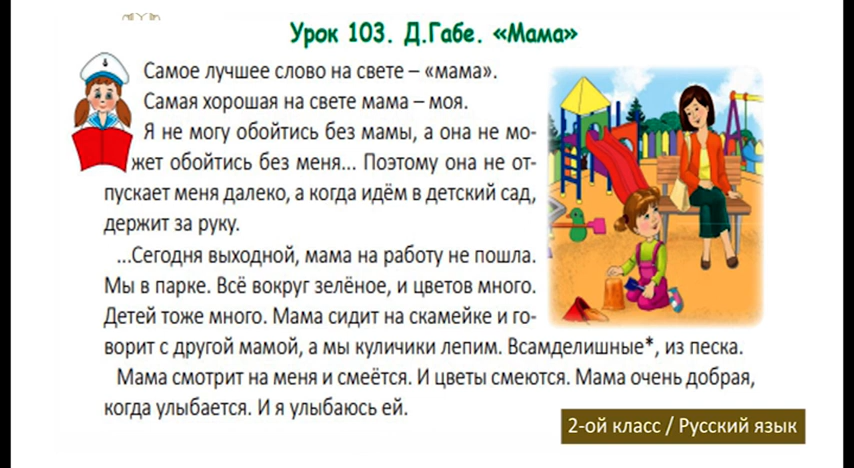 Урок 103. Д.Габе. «Мама»
Самое лучшее слово на свете – «мама».
Самая хорошая на свете мама – моя.
Я не могу обойтись без мамы, а она не мо-
жет обойтись без меня... Поэтому она не от-
пускает меня далеко, а когда идём в детский сад,
держит за руку.
...Сегодня выходной, мама на работу не пошла.
Мы в парке. Всё вокруг зелёное, и цветов много.
Детей тоже много. Мама сидит на скамейке и го-
ворит с другой мамой, а мы куличики лепим. Всамделишные*, из песка.
Мама смотрит на меня и смеётся. И цветы смеются. Мама очень добрая,
когда улыбается. И я улыбаюсь ей.
2-ой класс / Русский язык